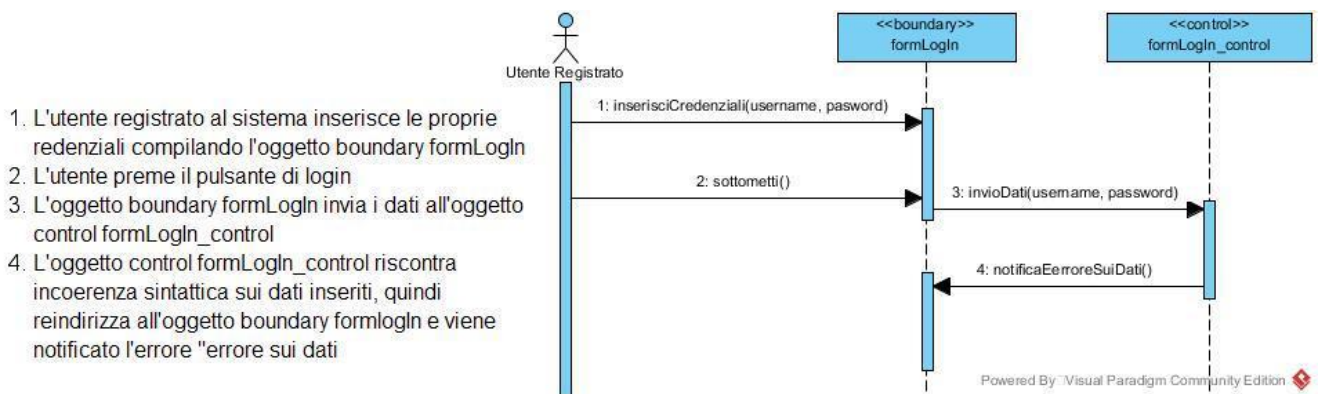 1. L'utente registrato al sistema inserisce le proprie
redenziali compilando l'oggetto boundary formLogIn
2. L'utente preme il pulsante di login
3. L'oggetto boundary formLogIn invia i dati all'oggetto
control formLogIn_control
4. L'oggetto control formLogIn_control riscontra
incoerenza sintattica sui dati inseriti, quindi
reindirizza all'oggetto boundary formlogIn e viene
notificato l'errore "errore sui dati
Utente Registrato
<<boundary>>
formLogIn
<<control>>
formLogIn_control
1: inserisciCredenziali(username, pasword)
2: sottometti()
3: invioDati(username, password)
4: notificaEerroreSuiDati()
Powered By Visual Paradigm Community Edition